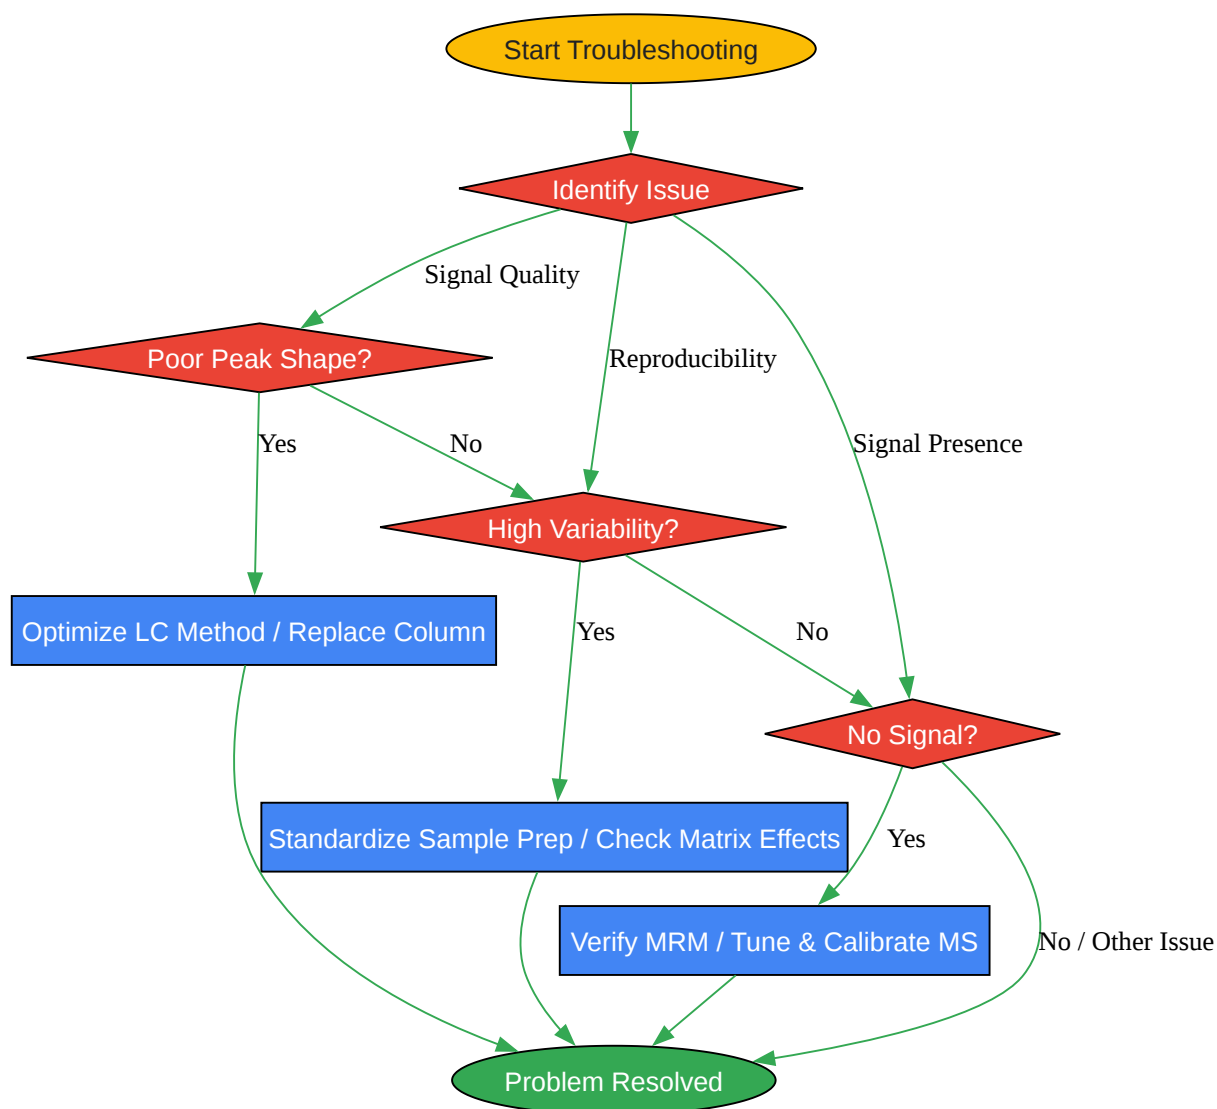 Start Troubleshooting
Identify Issue
Signal Quality
Poor Peak Shape?
Reproducibility
Yes
No
Signal Presence
High Variability?
Optimize LC Method / Replace Column
Yes
No
No Signal?
Standardize Sample Prep / Check Matrix Effects
Yes
Verify MRM / Tune & Calibrate MS
No / Other Issue
Problem Resolved